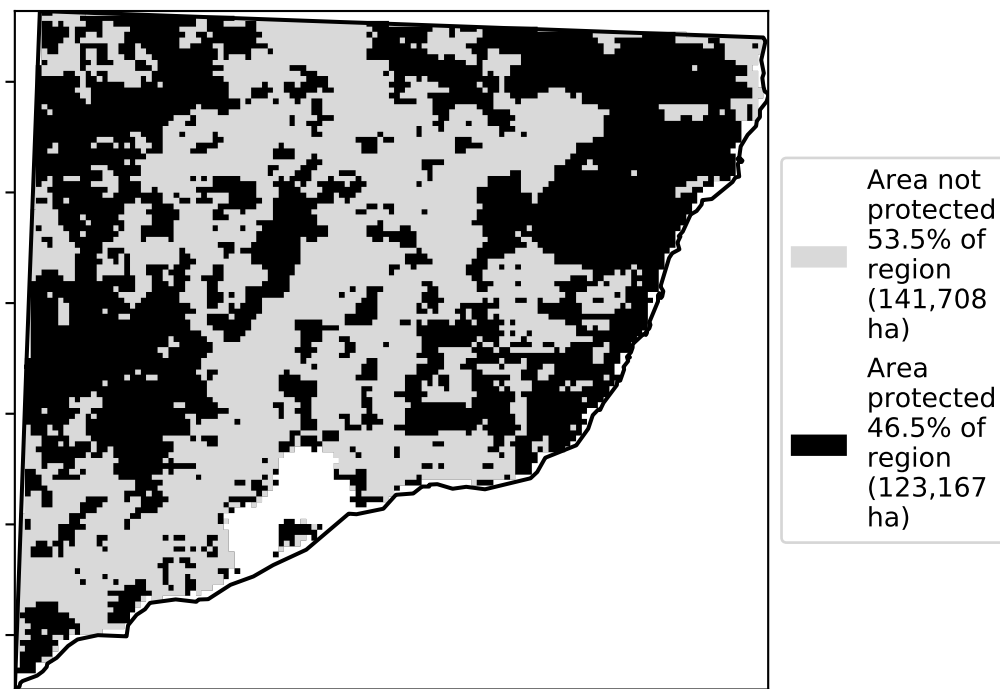 Area not
protected
53.5% of
region
(141,708
ha)
Area
protected
46.5% of
region
(123,167
ha)